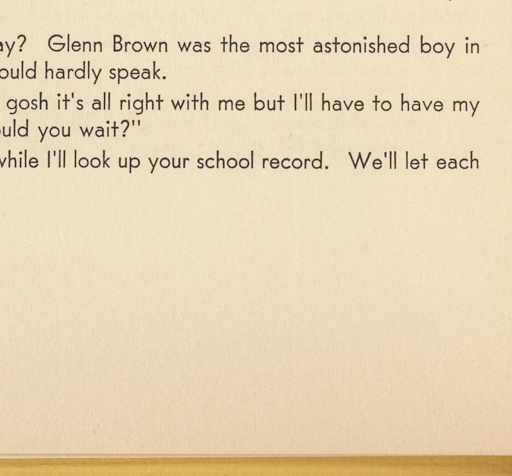 ay? Glenn Brown was the most astonished boy in
ould hardly speak.
gosh it's all right with me but I'll have to have my
uld you wait?"
while I'll look up your school record. We'll let each